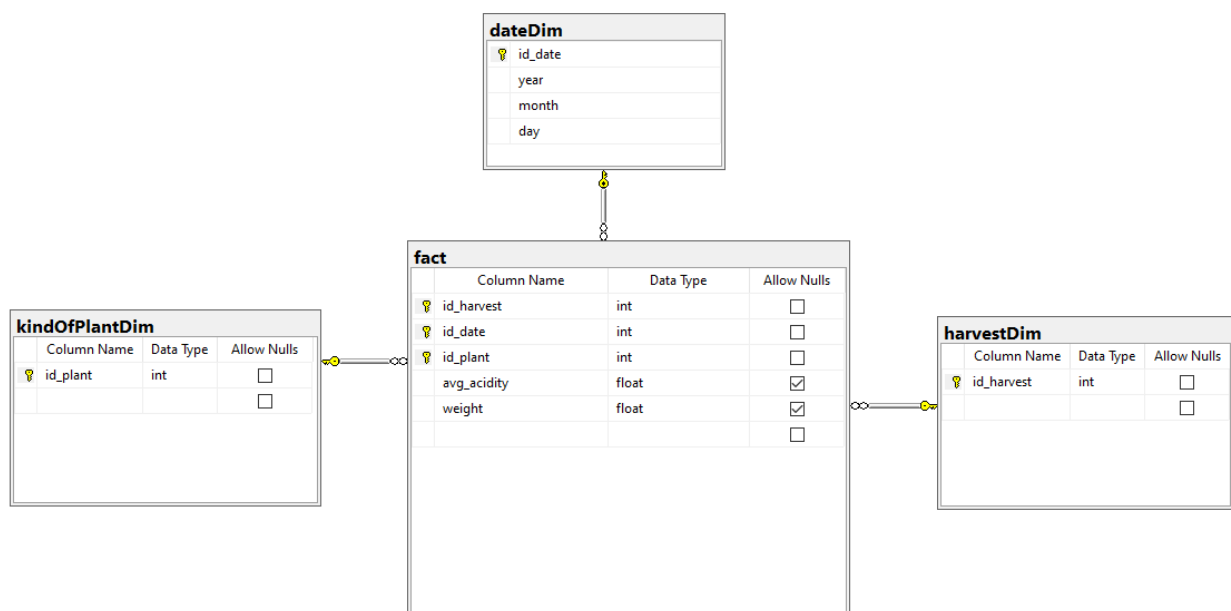 dateDim
id_date
year
month
day
fact
Column Name Data Type Allow Nulls
id_harvest int
id_date int
id_plant int
avg_acidity float
weight float
kindOfPlantDim
Column Name Data Type Allow Nulls
id_plant int
harvestDim
Column Name Data Type Allow Nulls
id_harvest int